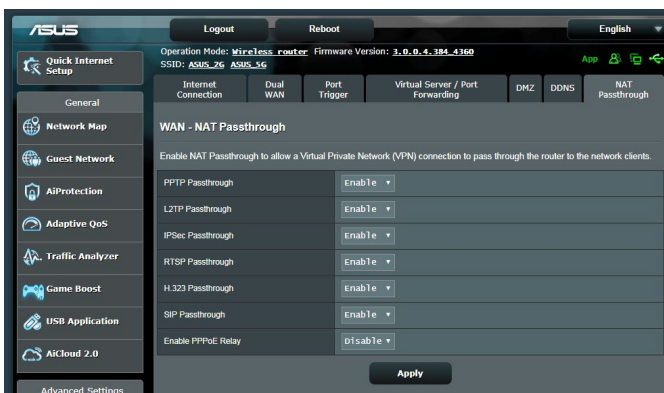 ASUS
Logout
Reboot
English
Quick Internet
Setup
Operation Mode: Wireless router Firmware Version: 3.0.0.4.384_4360
SSID: ASUS_2G ASUS_5G
App
General
Internet
Connection
Dual
WAN
Port
Trigger
Virtual Server / Port
Forwarding
DMZ
DDNS
NAT
Passthrough
Network Map
Guest Network
AiProtection
Adaptive QoS
Traffic Analyzer
Game Boost
USB Application
AiCloud 2.0
Advanced Settings
WAN - NAT Passthrough
Enable NAT Passthrough to allow a Virtual Private Network (VPN) connection to pass through the router to the network clients.
PPTP Passthrough Enable
L2TP Passthrough Enable
IPSec Passthrough Enable
RTSP Passthrough Enable
H.323 Passthrough Enable
SIP Passthrough Enable
Enable PPPoE Relay Disable
Apply